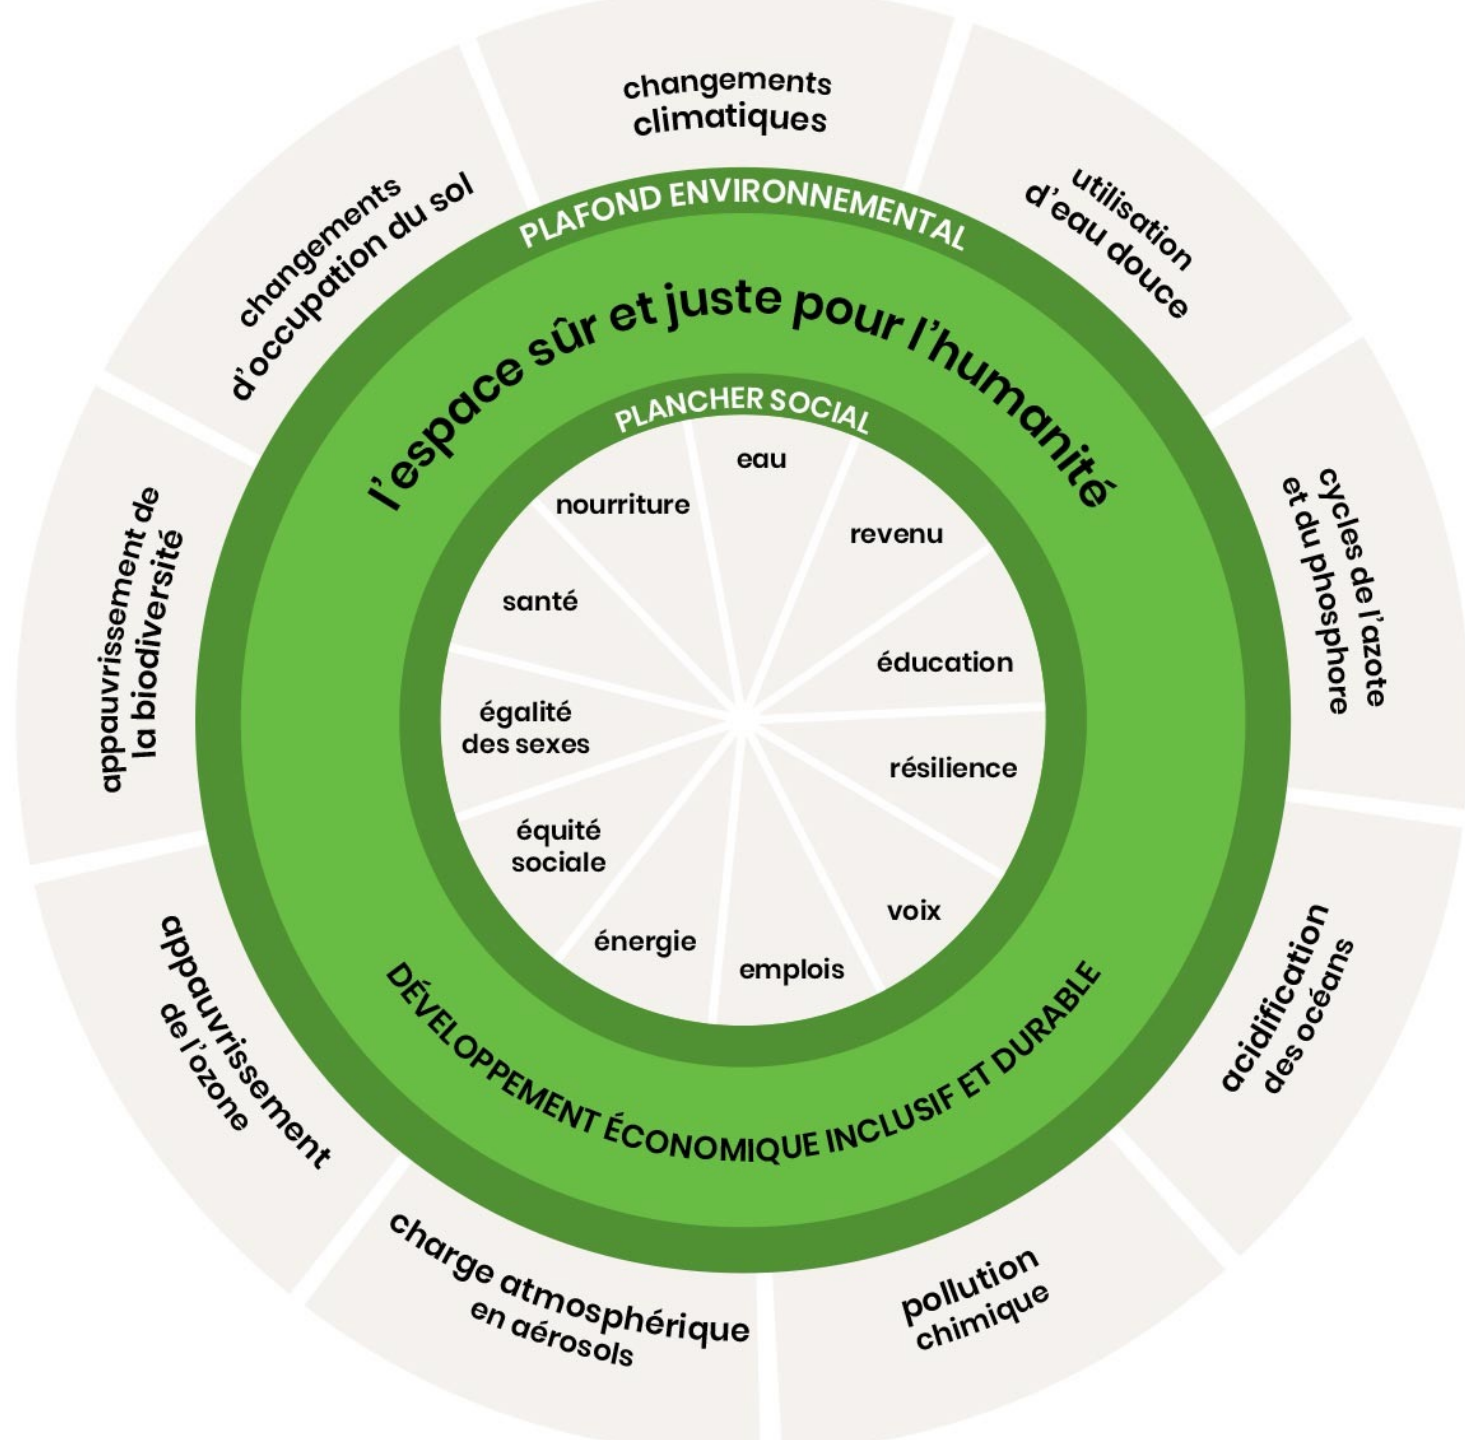 changements
climatiques
utilisation
d'eau douce
cycles de l'azote
et du phosphore
acidification
des océans
pollution
chimique
charge atmosphérique
en aérosols
appauvrissement
de l'ozone
appauvrissement de
la biodiversité
changements
d'occupation du sol
PLAFOND ENVIRONNEMENTAL
l'espace sûr et juste pour l'humanité
PLANCHER SOCIAL
eau
revenu
éducation
résilience
voix
emplois
énergie
équité
sociale
égalité
des sexes
santé
nourriture
DÉVELOPPEMENT ÉCONOMIQUE INCLUSIF ET DURABLE